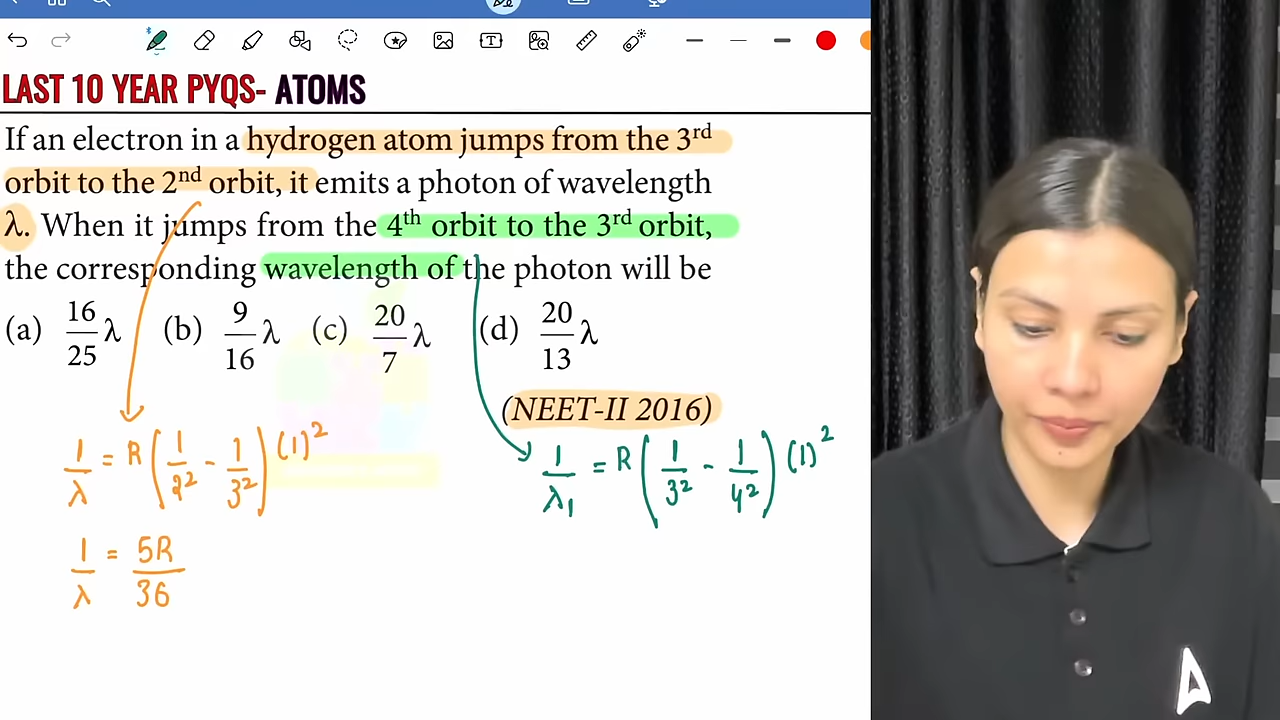 LAST 10 YEAR PYQS- ATOMS
If an electron in a hydrogen atom jumps from the 3rd
orbit to the 2nd orbit, it emits a photon of wavelength
λ. When it jumps from the 4th orbit to the 3rd orbit,
the corresponding wavelength of the photon will be
(a) 16/25 λ (b) 9/16 λ (c) 20/7 λ (d) 20/13 λ
(NEET-II 2016)
1/λ = R(1/2² - 1/3²)(1)²
1/λ₁ = R(1/3² - 1/4²)(1)²
1/λ = 5R/36